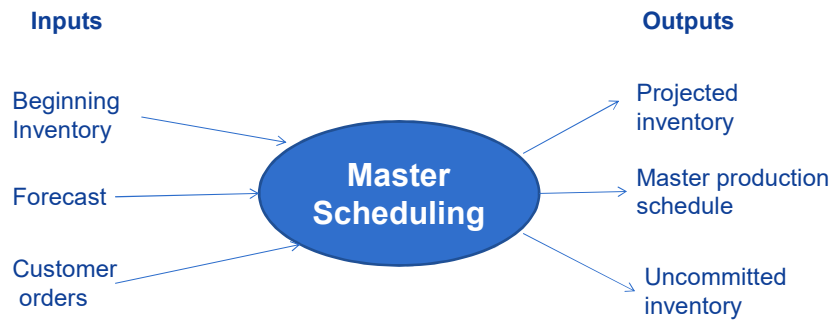 Inputs
Outputs
Beginning
Inventory
Forecast
Customer
orders
Master
Scheduling
Projected
inventory
Master production
schedule
Uncommitted
inventory